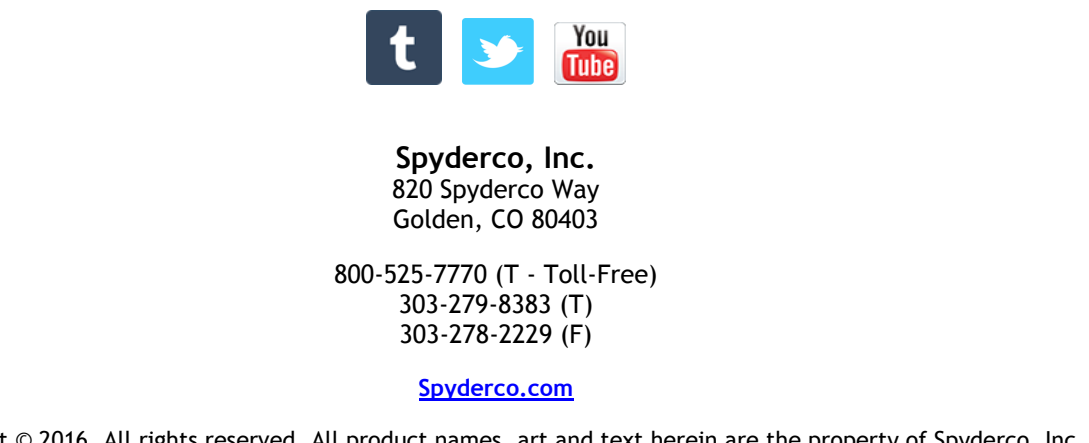 t
You
Tube
Spyderco, Inc.
820 Spyderco Way
Golden, CO 80403
800-525-7770 (T - Toll-Free)
303-279-8383 (T)
303-278-2229 (F)
Spyderco.com
t © 2016. All rights reserved. All product names, art and text herein are the property of Spyderco, Inc